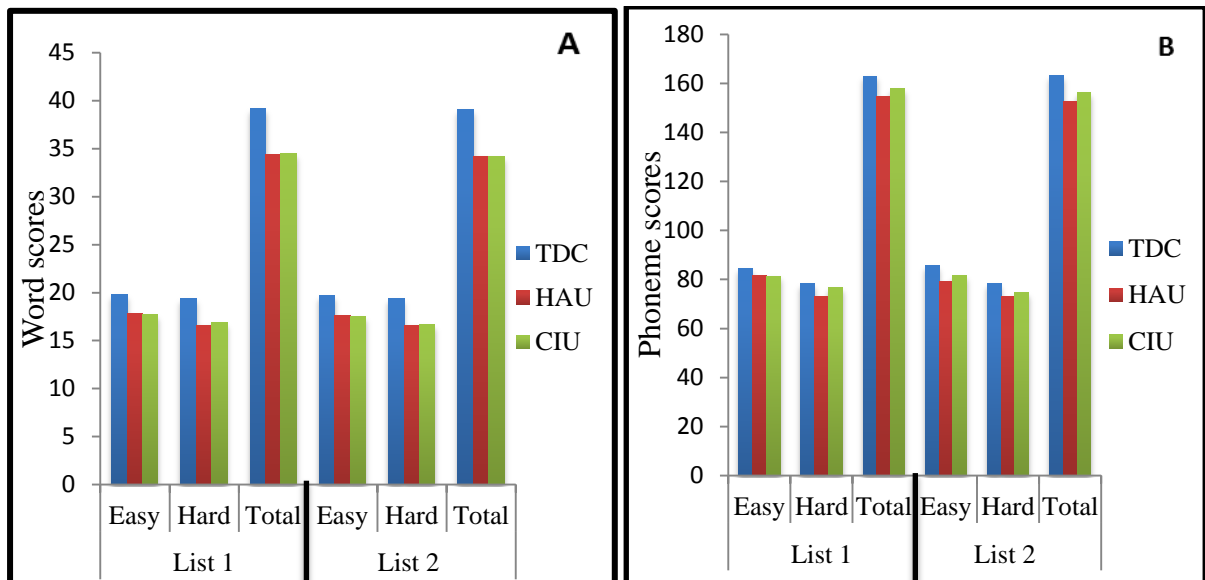 A
Word scores
45
40
35
30
25
20
15
10
5
0
TDC
HAU
CIU
Easy Hard Total Easy Hard Total
List 1 List 2
B
Phoneme scores
180
160
140
120
100
80
60
40
20
0
TDC
HAU
CIU
Easy Hard Total Easy Hard Total
List 1 List 2